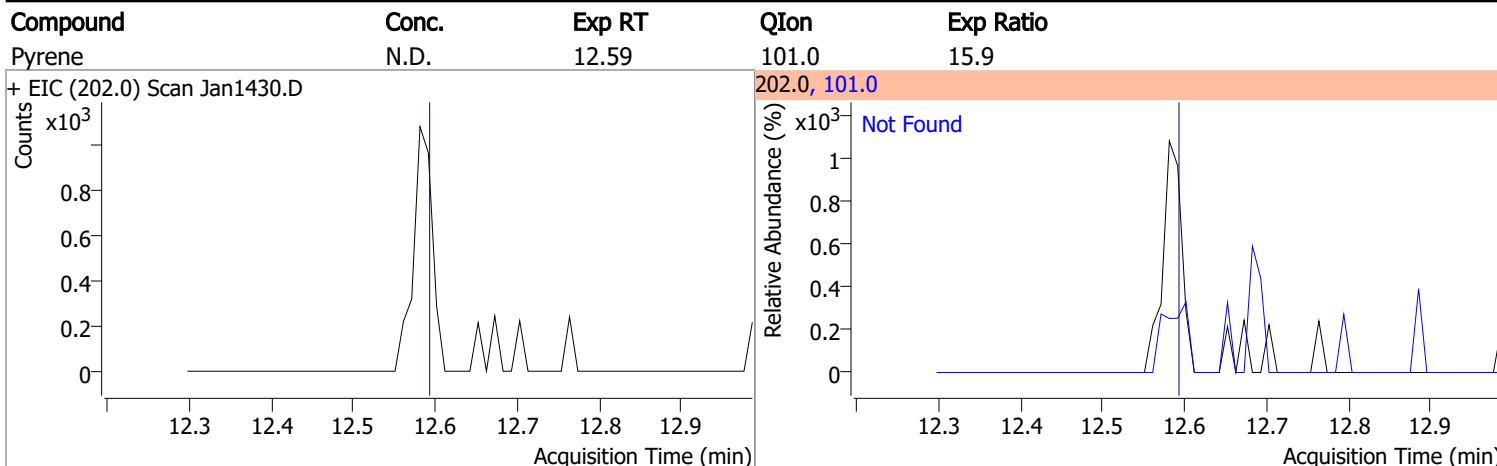 Compound Conc. Exp RT QIon Exp Ratio
Pyrene N.D. 12.59 101.0 15.9
+ EIC (202.0) Scan Jan1430.D
Counts
x10³
0.8
0.6
0.4
0.2
0
12.3 12.4 12.5 12.6 12.7 12.8 12.9
Acquisition Time (min)
202.0, 101.0
Relative Abundance (%)
x10³
Not Found
1
0.8
0.6
0.4
0.2
0
12.3 12.4 12.5 12.6 12.7 12.8 12.9
Acquisition Time (min)